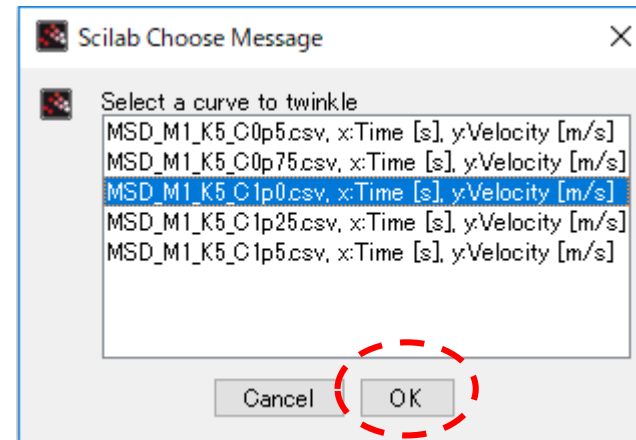 Scilab Choose Message
Select a curve to twinkle
MSD_M1_K5_C0p5.csv, x:Time [s], y:Velocity [m/s]
MSD_M1_K5_C0p75.csv, x:Time [s], y:Velocity [m/s]
MSD_M1_K5_C1p0.csv, x:Time [s], y:Velocity [m/s]
MSD_M1_K5_C1p25.csv, x:Time [s], y:Velocity [m/s]
MSD_M1_K5_C1p5.csv, x:Time [s], y:Velocity [m/s]
Cancel OK